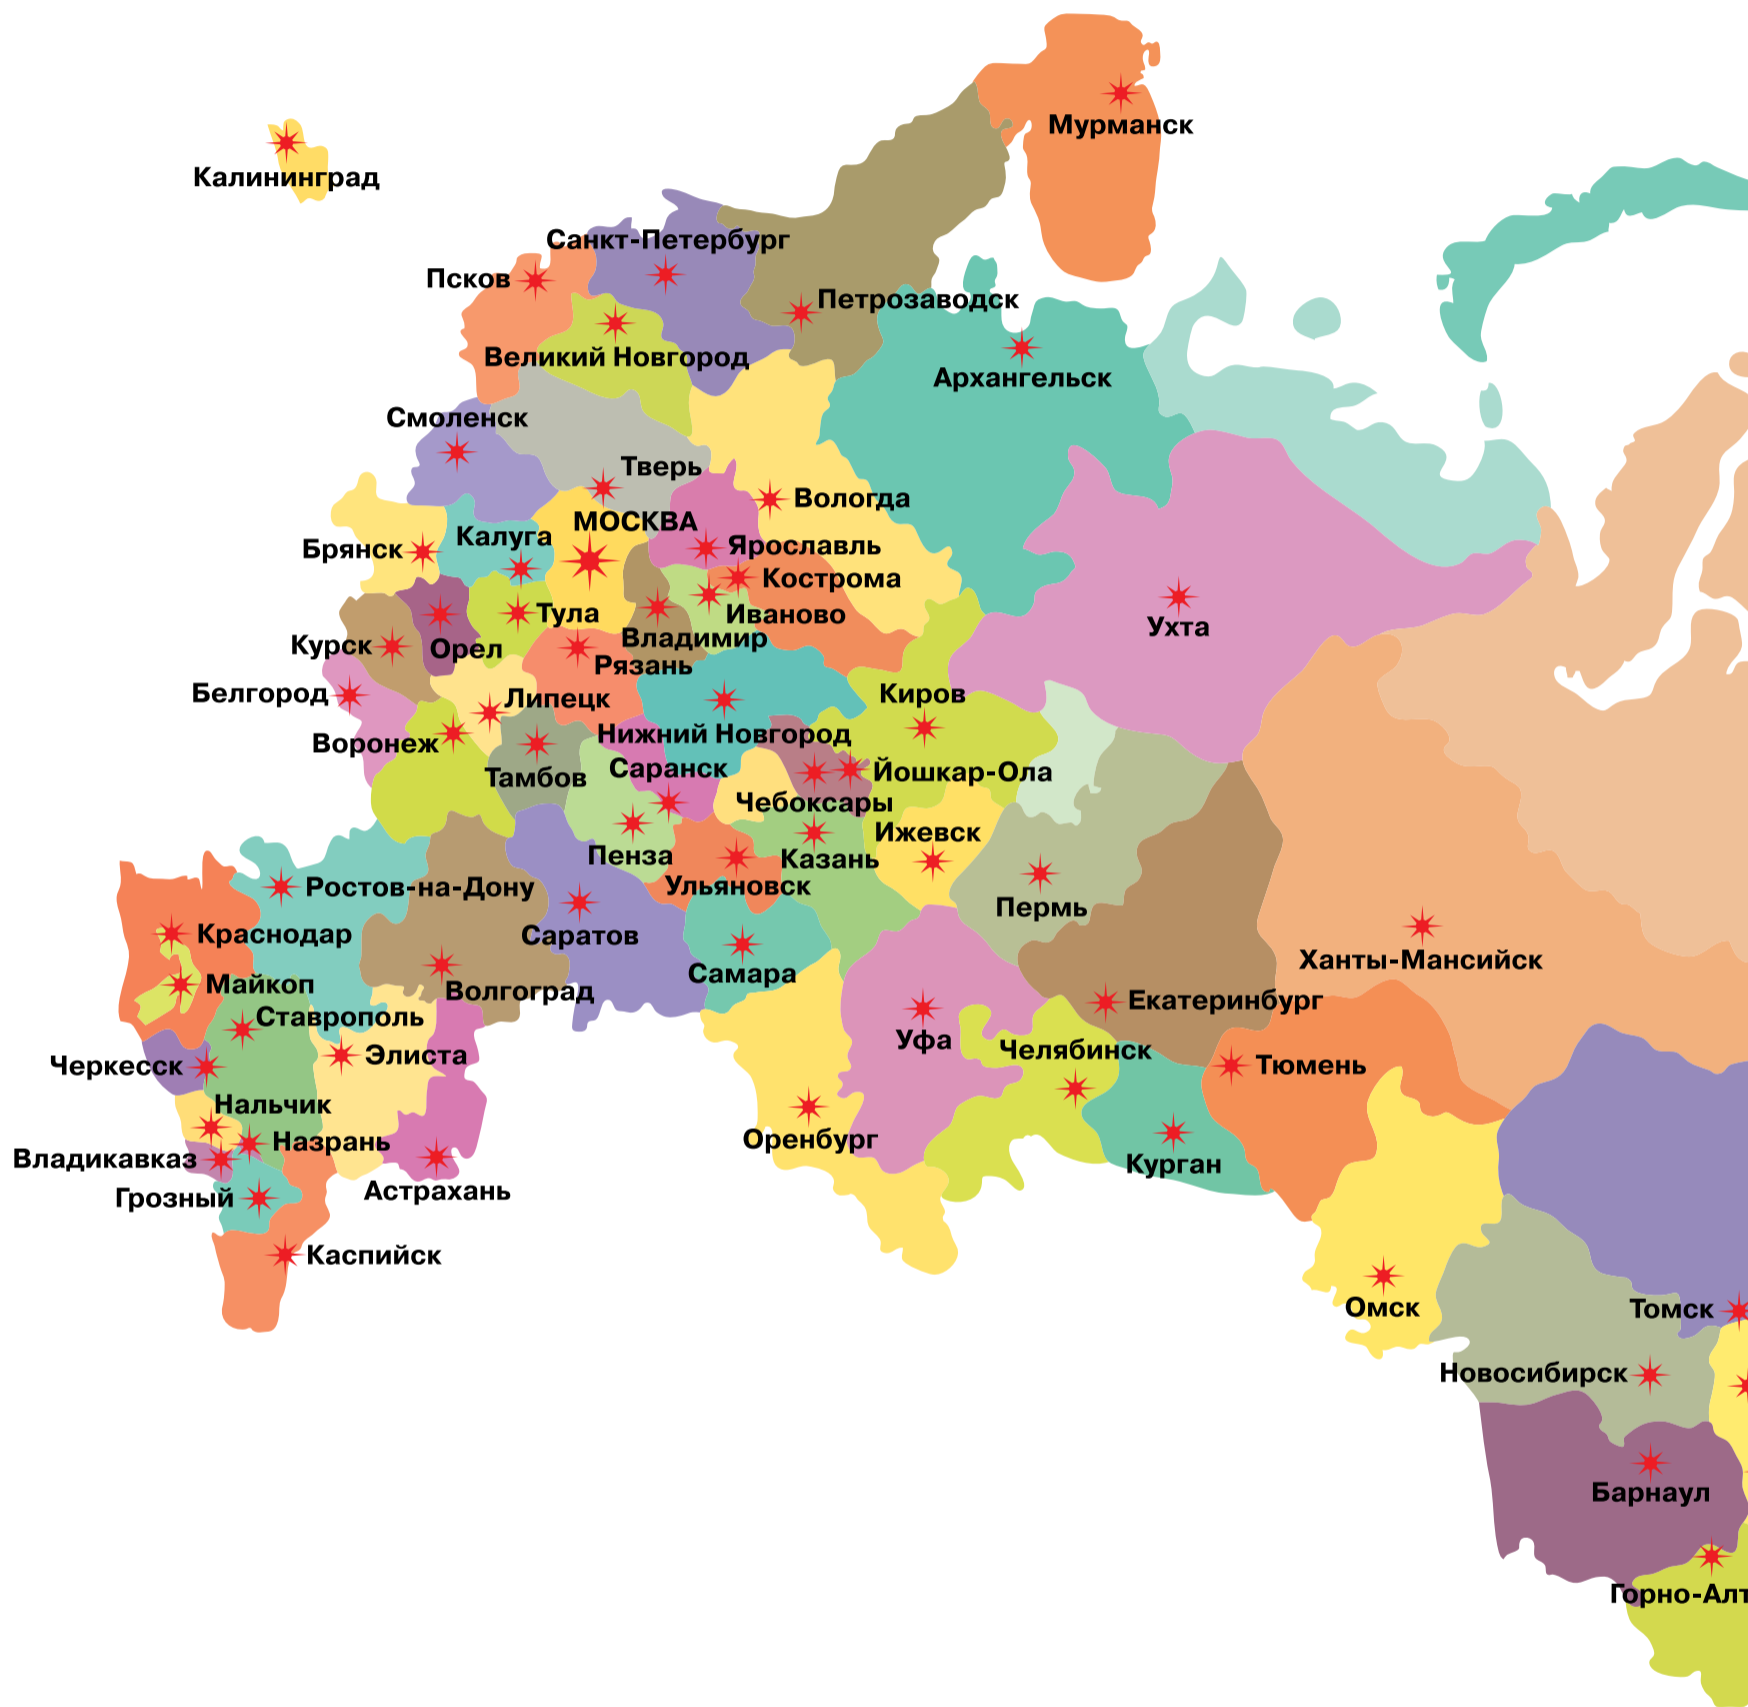 Мурманск
Калининград
Санкт-Петербург
Псков
Петрозаводск
Великий Новгород
Архангельск
Смоленск
Тверь
Вологда
МОСКВА
Калуга
Ярославль
Брянск
Кострома
Тула
Иваново
Ухта
Владимир
Курск
Орел
Рязань
Белгород
Липецк
Киров
Нижний Новгород
Воронеж
Саранск
Йошкар-Ола
Тамбов
Чебоксары
Ижевск
Пенза
Казань
Ульяновск
Ростов-на-Дону
Пермь
Краснодар
Саратов
Ханты-Мансийск
Самара
Майкоп
Волгоград
Екатеринбург
Ставрополь
Уфа
Челябинск
Элиста
Черкесск
Тюмень
Нальчик
Назрань
Оренбург
Владикавказ
Курган
Астрахань
Грозный
Каспийск
Омск
Томск
Новосибирск
Барнаул
Горно-Алт